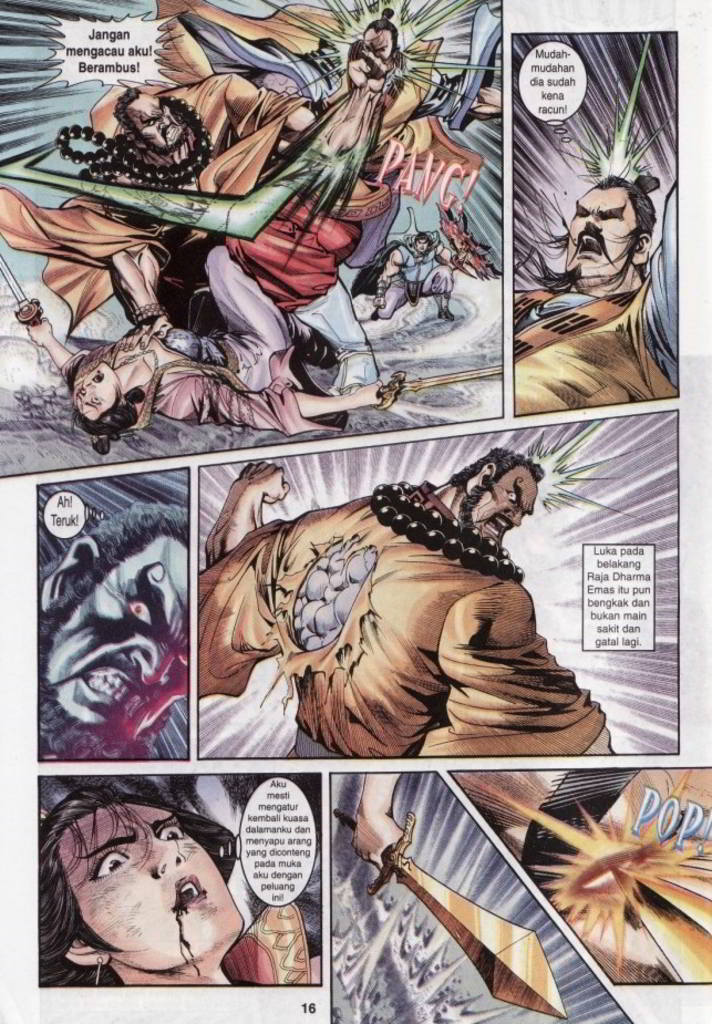 Jangan
mengacau aku!
Berambus!
PANG!
Mudah-
mudahan
dia sudah
kena
racun!
Ah!
Teruk!
Luka pada
belakang
Raja Dharma
Emas itu pun
bengkak dan
bukan main
sakit dan
gatal lagi.
Aku
mesti
mengatur
kembali kuasa
dalamanku dan
menyapu arang
yang diconteng
pada muka
aku dengan
peluang
ini!
POP!
16